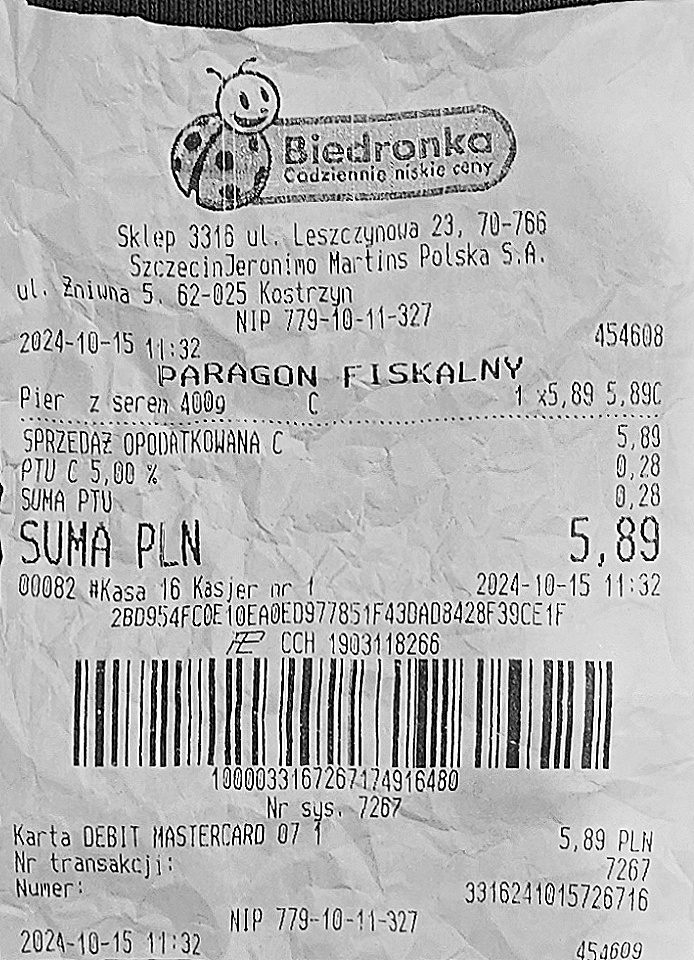 Biedronka
Codziennie niskie ceny
Sklep 3316 ul. Leszczynowa 23, 70-766
SzczecinJeronimo Martins Polska S.A.
ul. Żniwna 5. 62-025 Kostrzyn
NIP 779-10-11-327
2024-10-15 11:32 454608
PARAGON FISKALNY
Pier z serem 400g C 1 x5,89 5,89C
SPRZEDAŻ OPODATKOWANA C 5,89
PTU C 5,00 % 0,28
SUMA PTU 0,28
SUMA PLN 5,89
00082 #Kasa 16 Kasjer nr 1 2024-10-15 11:32
2BD954FC0E10EA0ED977851F43DAD8428F39CE1F
CCH 1903118266
1000033167267174916480
Nr sys. 7267
Karta DEBIT MASTERCARD 07 1 5,89 PLN
Nr transakcji: 7267
Numer: 3316241015726716
NIP 779-10-11-327
2024-10-15 11:32 454609